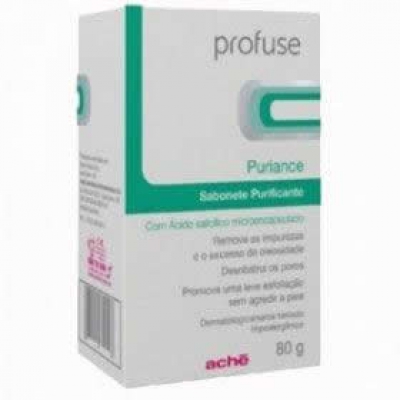 profuse
Puriance
Sabonete Purificante
Com Ácido salicílico microencapsulado
Remove as impurezas
e o excesso de oleosidade
Desobstrui os poros
Promove uma leve esfoliação
sem agredir a pele
Dermatologicamente testado
Hipoalergênico
achē
80 g